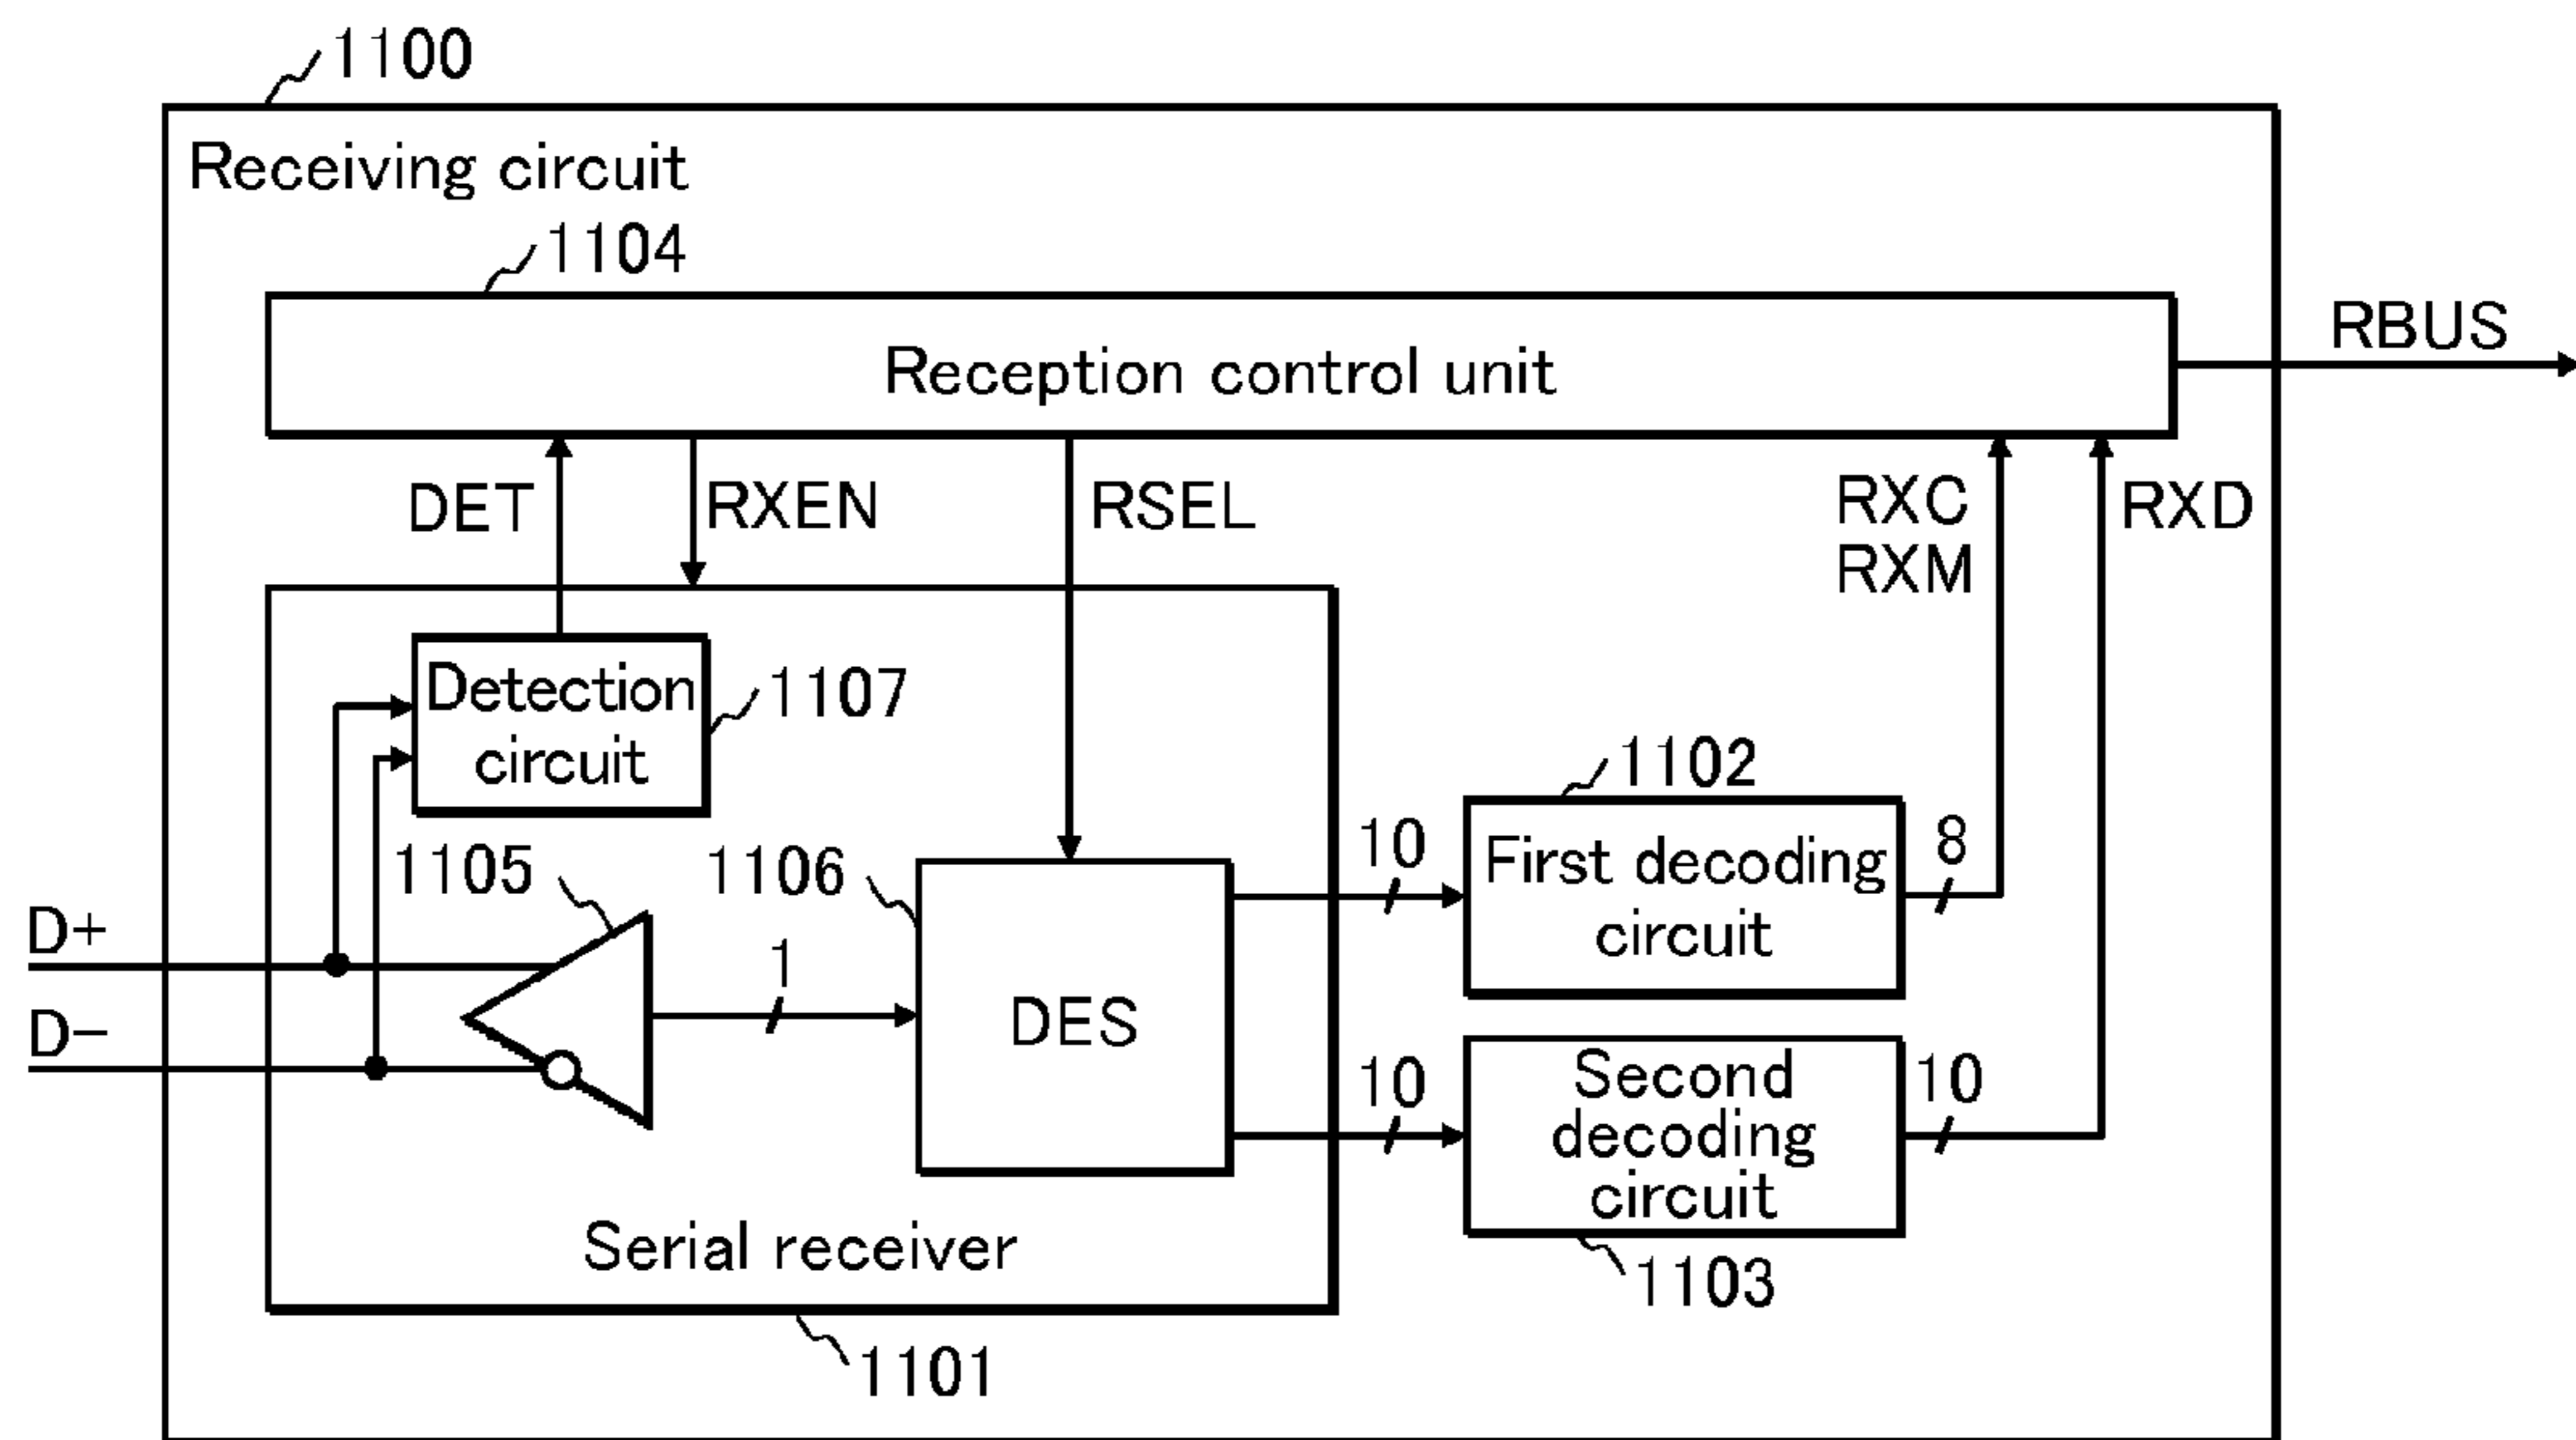 1100
Receiving circuit
1104
Reception control unit
RBUS
DET
RXEN
RSEL
RXC
RXM
RXD
Detection
circuit
1107
1102
First decoding
circuit
10
8
1105
1106
D+
D−
1
DES
10
Second
decoding
circuit
10
1103
Serial receiver
1101